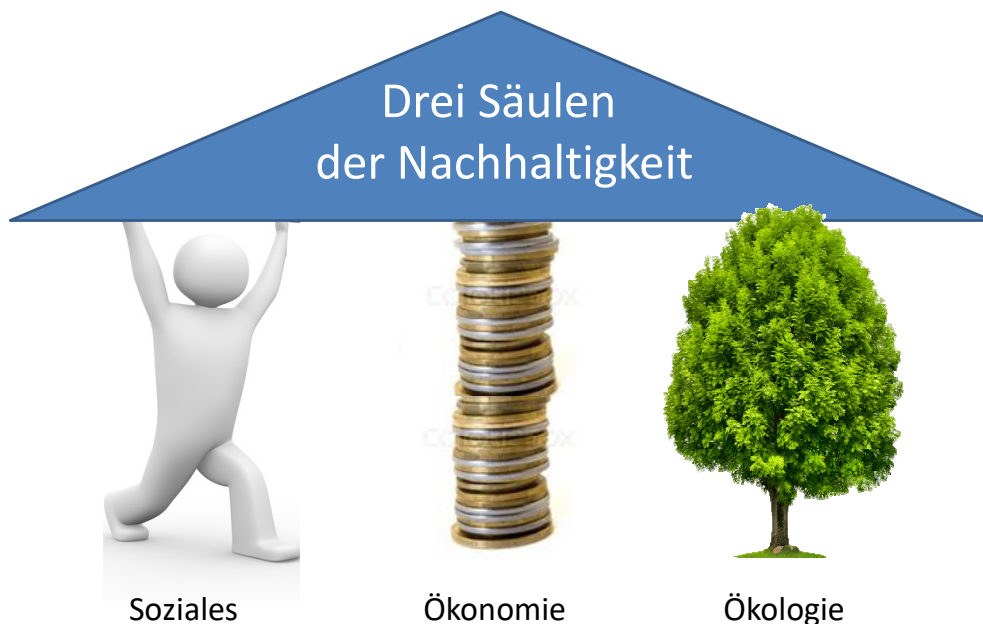 Drei Säulen
der Nachhaltigkeit
Soziales
Ökonomie
Ökologie